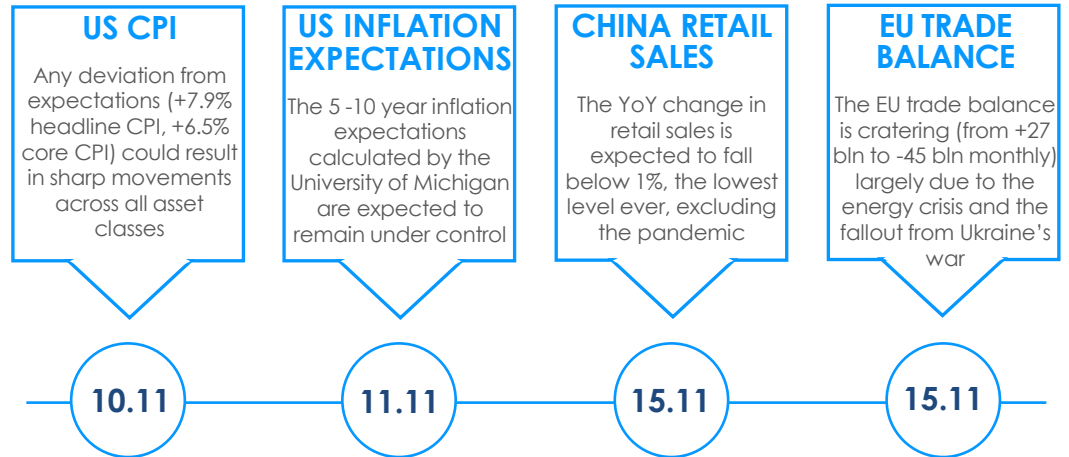 US CPI
Any deviation from
expectations (+7.9%
headline CPI, +6.5%
core CPI) could result
in sharp movements
across all asset
classes
US INFLATION
EXPECTATIONS
The 5 -10 year inflation
expectations
calculated by the
University of Michigan
are expected to
remain under control
CHINA RETAIL
SALES
The YoY change in
retail sales is
expected to fall
below 1%, the lowest
level ever, excluding
the pandemic
EU TRADE
BALANCE
The EU trade balance
is cratering (from +27
bln to -45 bln monthly)
largely due to the
energy crisis and the
fallout from Ukraine’s
war
10.11
11.11
15.11
15.11